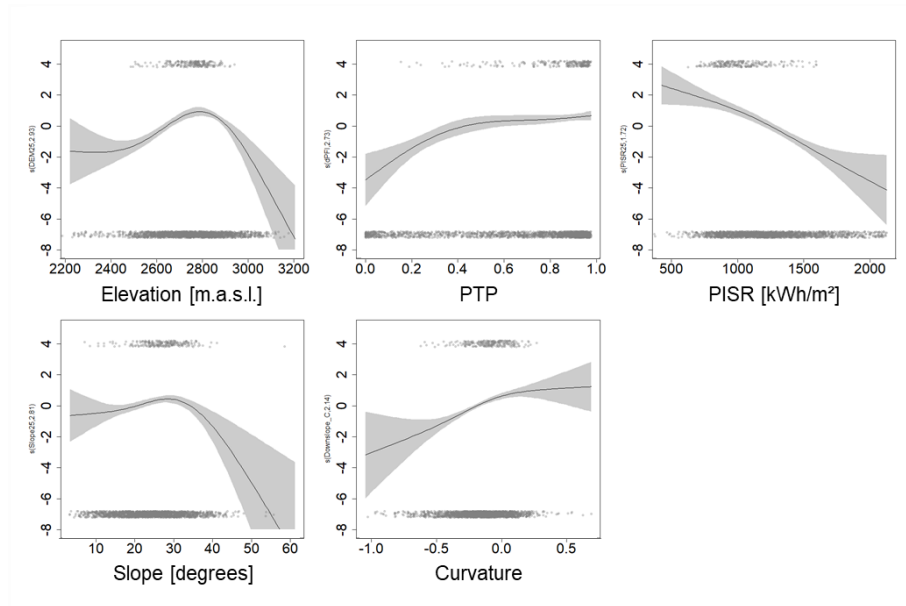 4
2
0
-2
-4
-6
-8
s(DEM25,2.93)
2200 2400 2600 2800 3000 3200
Elevation [m.a.s.l.]
4
2
0
-2
-4
-6
-8
s(dPFI,2.73)
0.0 0.2 0.4 0.6 0.8 1.0
PTP
4
2
0
-2
-4
-6
-8
s(PISR25,1.72)
500 1000 1500 2000
PISR [kWh/m²]
4
2
0
-2
-4
-6
-8
s(Slope25,2.81)
10 20 30 40 50 60
Slope [degrees]
4
2
0
-2
-4
-6
-8
s(Downslope_C,2.14)
-1.0 -0.5 0.0 0.5
Curvature